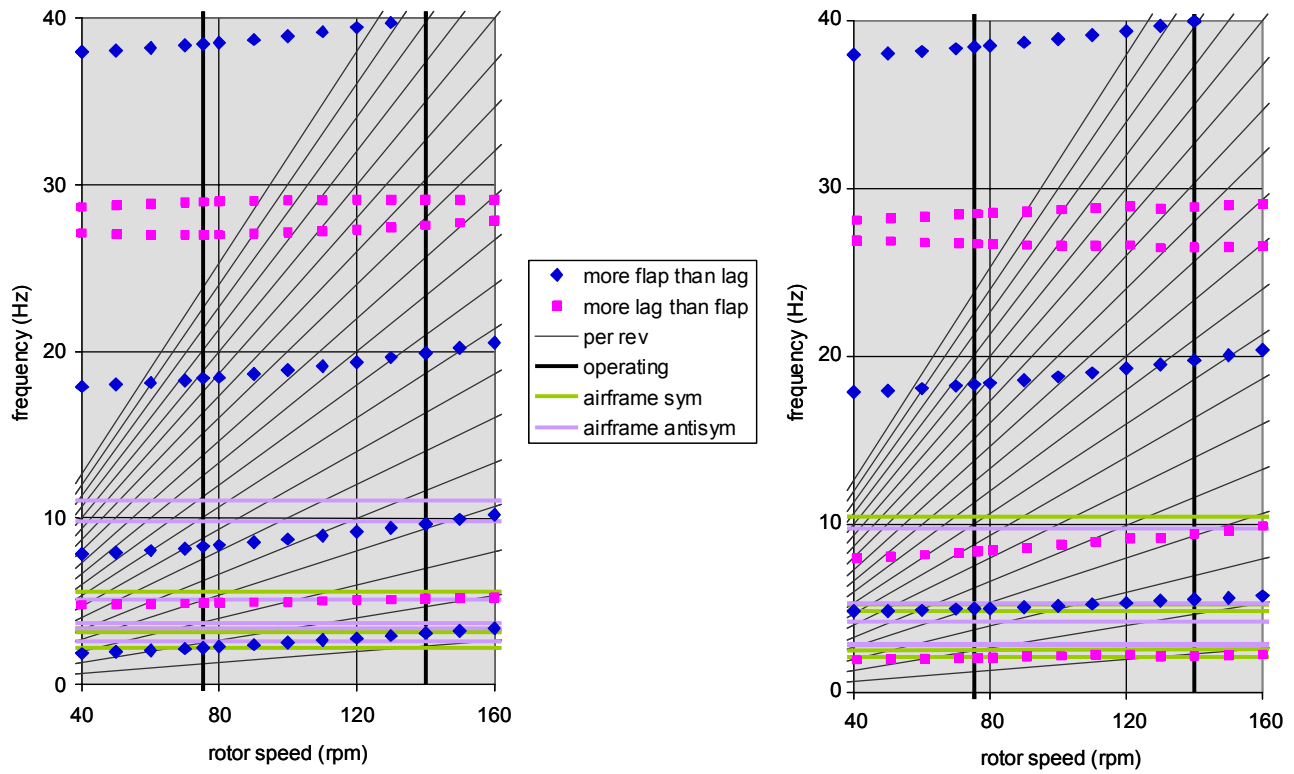 40
30
20
10
0
frequency (Hz)
40
80
120
160
rotor speed (rpm)
more flap than lag
more lag than flap
per rev
operating
airframe sym
airframe antisym
40
30
20
10
0
frequency (Hz)
40
80
120
160
rotor speed (rpm)